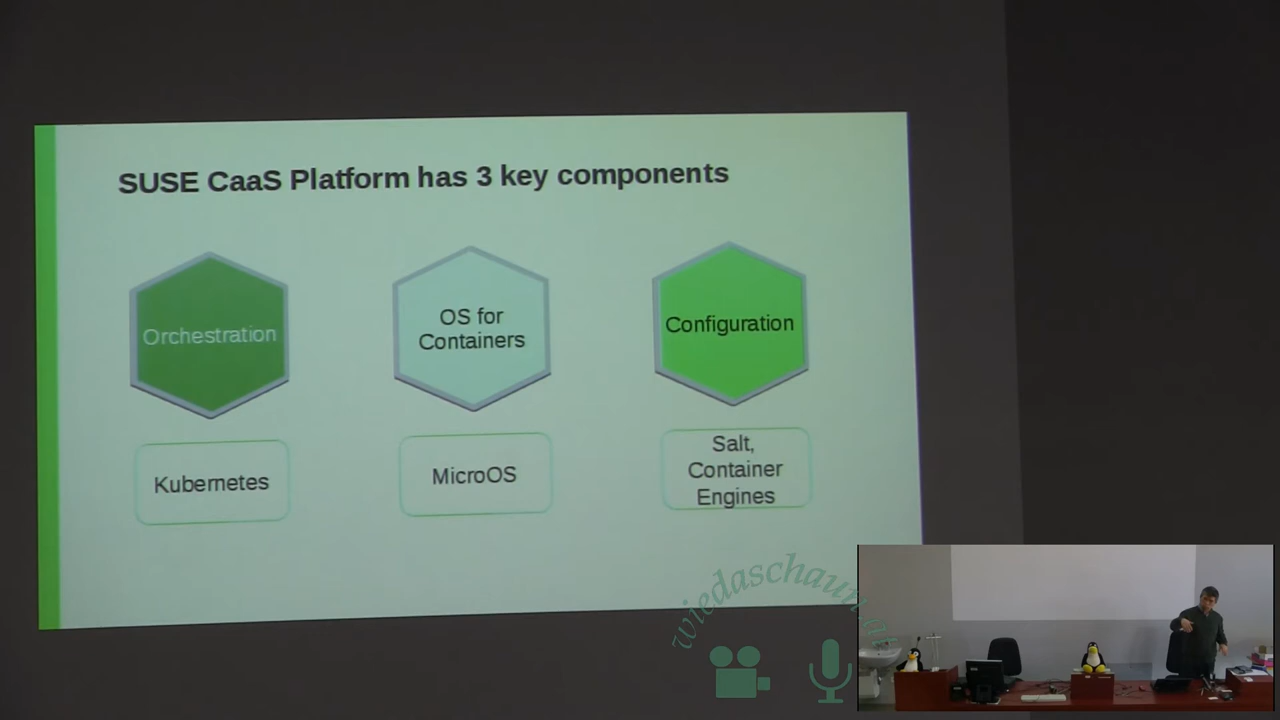 SUSE CaaS Platform has 3 key components
Orchestration
OS for
Containers
Configuration
Kubernetes
MicroOS
Salt,
Container
Engines